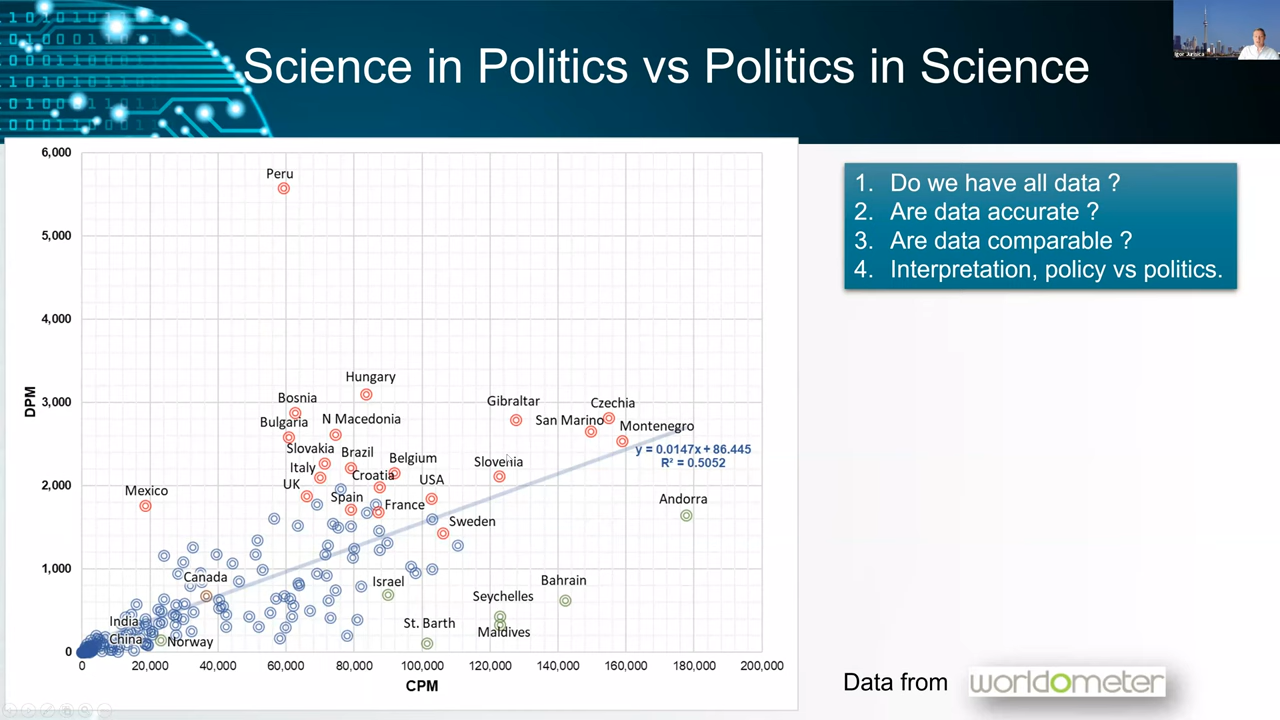 Science in Politics vs Politics in Science
Igor Jurisica
1. Do we have all data ?
2. Are data accurate ?
3. Are data comparable ?
4. Interpretation, policy vs politics.
6,000
5,000
4,000
3,000
2,000
1,000
0
DPM
Peru
Hungary
Bosnia
Gibraltar
Czechia
Bulgaria
N Macedonia
San Marino
Montenegro
y = 0.0147x + 86.445
R² = 0.5052
Slovakia
Brazil
Belgium
Slovenia
Italy
Croatia
UK
USA
Mexico
Spain
France
Andorra
Sweden
Canada
Israel
Bahrain
Seychelles
India
St. Barth
Maldives
China
Norway
0
20,000
40,000
60,000
80,000
100,000
120,000
140,000
160,000
180,000
200,000
CPM
Data from
worldometer